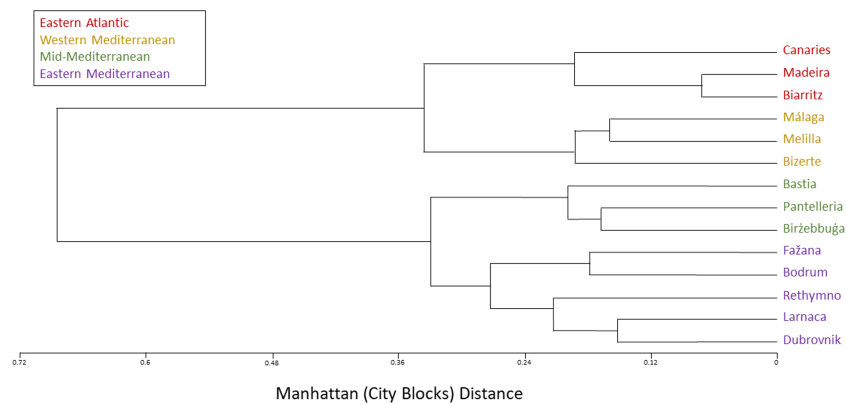 Eastern Atlantic
Western Mediterranean
Mid-Mediterranean
Eastern Mediterranean
Canaries
Madeira
Biarritz
Málaga
Melilla
Bizerte
Bastia
Pantelleria
Birżebbuġa
Fažana
Bodrum
Rethymno
Larnaca
Dubrovnik
0.72 0.6 0.48 0.36 0.24 0.12 0
Manhattan (City Blocks) Distance